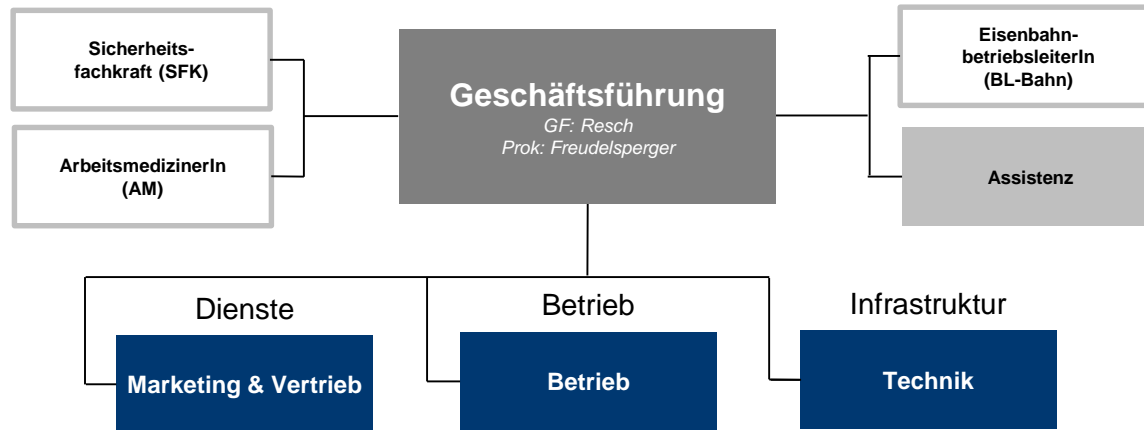 Sicherheits-
fachkraft (SFK)
ArbeitsmedizinerIn
(AM)
Geschäftsführung
GF: Resch
Prok: Freudelsperger
Eisenbahn-
betriebsleiterIn
(BL-Bahn)
Assistenz
Dienste
Betrieb
Infrastruktur
Marketing & Vertrieb
Betrieb
Technik